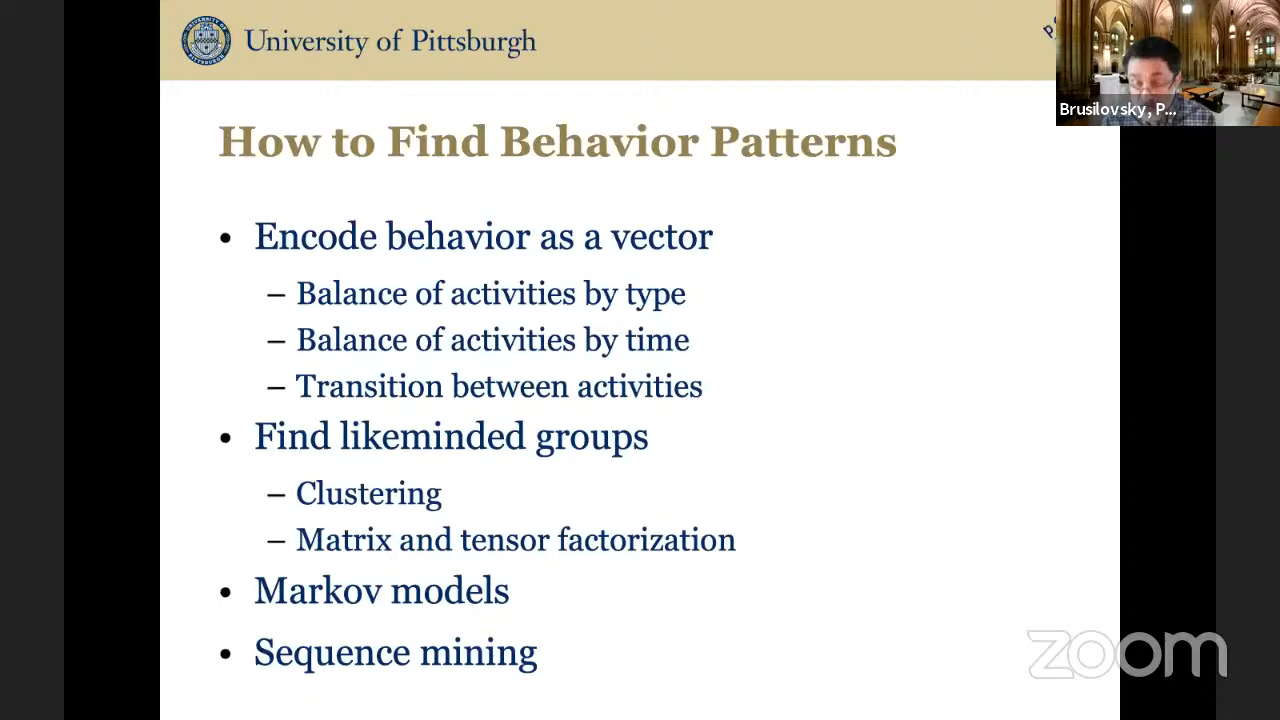 University of Pittsburgh
Brusilovsky, P...
How to Find Behavior Patterns
• Encode behavior as a vector
– Balance of activities by type
– Balance of activities by time
– Transition between activities
• Find likeminded groups
– Clustering
– Matrix and tensor factorization
• Markov models
• Sequence mining
zoom